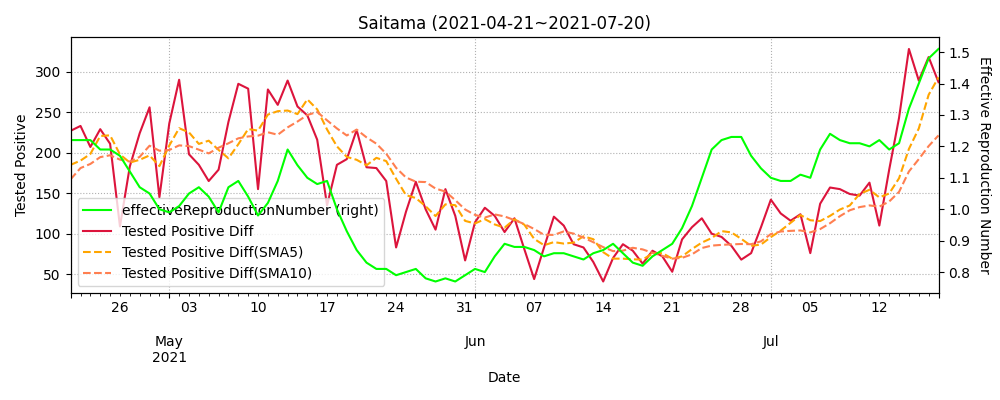 Saitama (2021-04-21~2021-07-20)
300
250
200
150
100
50
Tested Positive
1.5
1.4
1.3
1.2
1.1
1.0
0.9
0.8
Effective Reproduction Number
effectiveReproductionNumber (right)
Tested Positive Diff
Tested Positive Diff(SMA5)
Tested Positive Diff(SMA10)
26 03 10 17 24 31 07 14 21 28 05 12
May Jun Jul
2021
Date